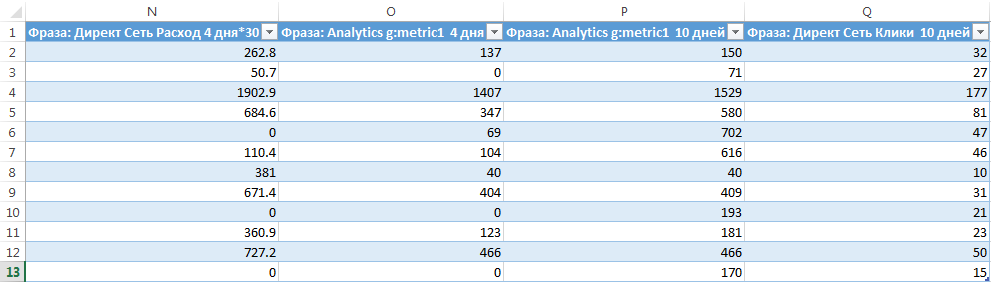 N O P Q
1 Фраза: Директ Сеть Расход 4 дня*30 Фраза: Analytics g:metric1 4 дня Фраза: Analytics g:metric1 10 дней Фраза: Директ Сеть Клики 10 дней
2 262.8 137 150 32
3 50.7 0 71 27
4 1902.9 1407 1529 177
5 684.6 347 580 81
6 0 69 702 47
7 110.4 104 616 46
8 381 40 40 10
9 671.4 404 409 31
10 0 0 193 21
11 360.9 123 181 23
12 727.2 466 466 50
13 0 0 170 15